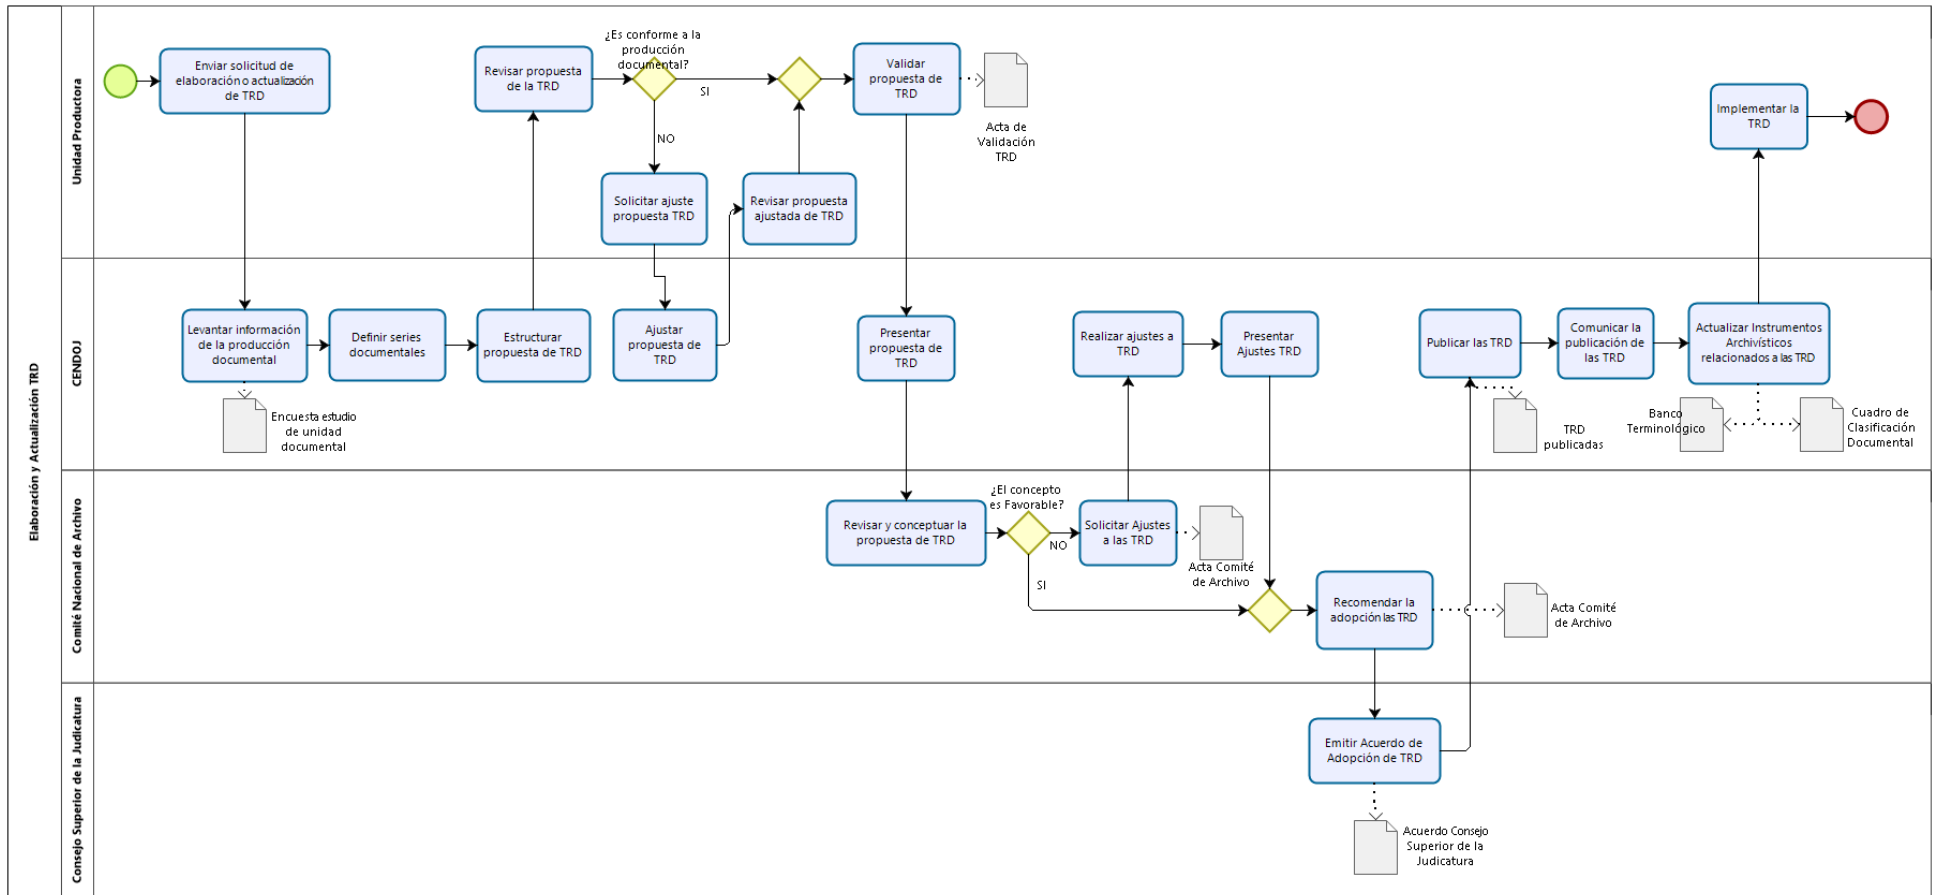 Elaboración y Actualización TRD
Unidad Productora
Enviar solicitud de
elaboración o actualización
de TRD
Revisar propuesta
de la TRD
¿Es conforme a la
producción
documental?
SI
NO
Solicitar ajuste
propuesta TRD
Revisar propuesta
ajustada de TRD
Validar
propuesta de
TRD
Acta de
Validación
TRD
Implementar la
TRD
CENDOJ
Levantar información
de la producción
documental
Encuesta estudio
de unidad
documental
Definir series
documentales
Estructurar
propuesta de TRD
Ajustar
propuesta de
TRD
Presentar
propuesta de
TRD
Realizar ajustes a
TRD
Presentar
Ajustes TRD
Publicar las TRD
TRD
publicadas
Comunicar la
publicación de
las TRD
Actualizar Instrumentos
Archivísticos
relacionados a las TRD
Banco
Terminológico
Cuadro de
Clasificación
Documental
Comité Nacional de Archivo
Revisar y conceptuar la
propuesta de TRD
¿El concepto
es Favorable?
NO
SI
Solicitar Ajustes
a las TRD
Acta Comité
de Archivo
Recomendar la
adopción las TRD
Acta Comité
de Archivo
Consejo Superior de la Judicatura
Emitir Acuerdo de
Adopción de TRD
Acuerdo Consejo
Superior de la
Judicatura